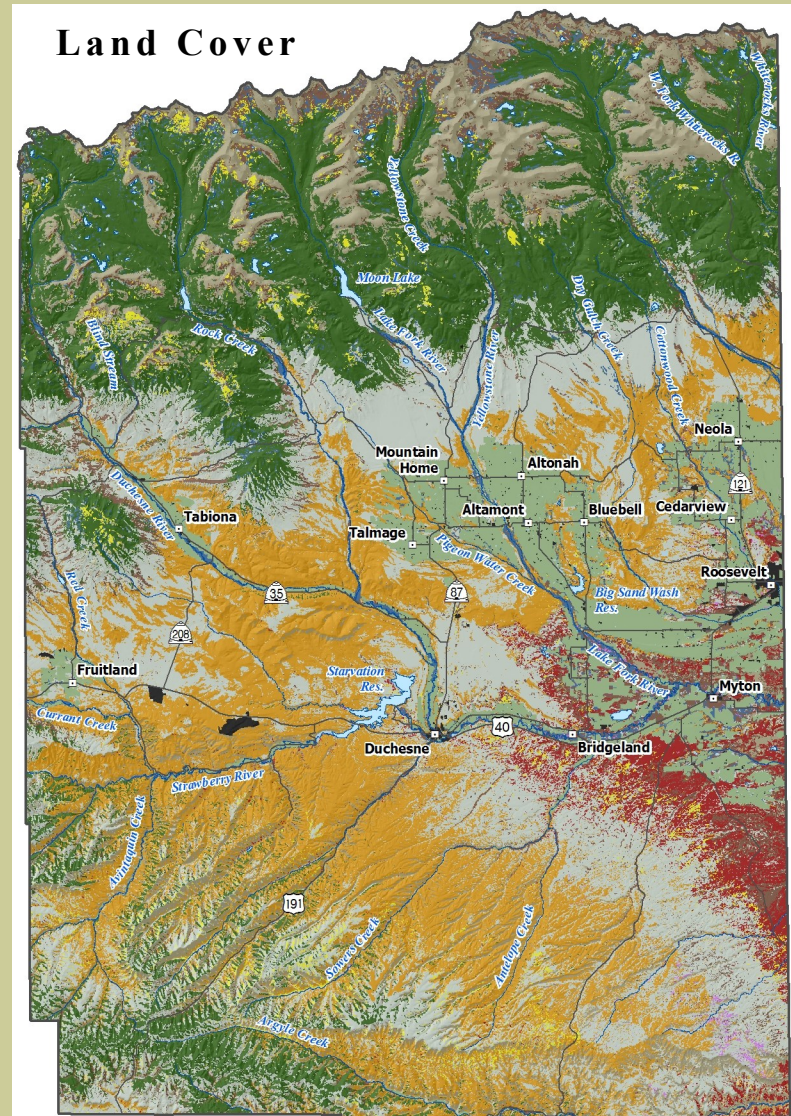 Land Cover
Whiterocks River
W. Fork Whiterocks R.
Yellowstone Creek
Moon Lake
Dry Gulch Creek
Lake Fork River
Rock Creek
Blind Stream
Cottonwood Creek
Yellowstone River
Neola
Mountain
Home
Altonah
121
Duchesne River
Tabiona
Altamont
Bluebell
Cedarview
Talmage
Pigeon Water Creek
Roosevelt
Red Creek
35
87
Big Sand Wash
Res.
208
Fruitland
Starvation
Res.
Lake Fork River
Myton
Currant Creek
40
Duchesne
Bridgeland
Strawberry River
Avintaquin Creek
191
Sowers Creek
Antelope Creek
Argyle Creek